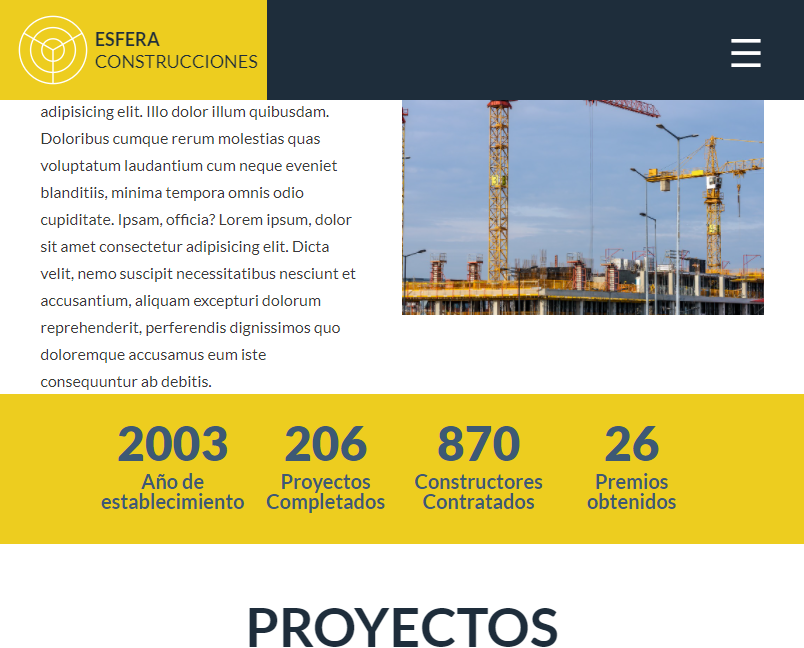 ESFERA
CONSTRUCCIONES
adipisicing elit. Illo dolor illum quibusdam.
Doloribus cumque rerum molestias quas
voluptatum laudantium cum neque eveniet
blanditiis, minima tempora omnis odio
cupiditate. Ipsam, officia? Lorem ipsum, dolor
sit amet consectetur adipisicing elit. Dicta
velit, nemo suscipit necessitatibus nesciunt et
accusantium, aliquam excepturi dolorum
reprehenderit, perferendis dignissimos quo
doloremque accusamus eum iste
consequuntur ab debitis.
2003 206 870 26
Año de Proyectos Constructores Premios
establecimiento Completados Contratados obtenidos
PROYECTOS